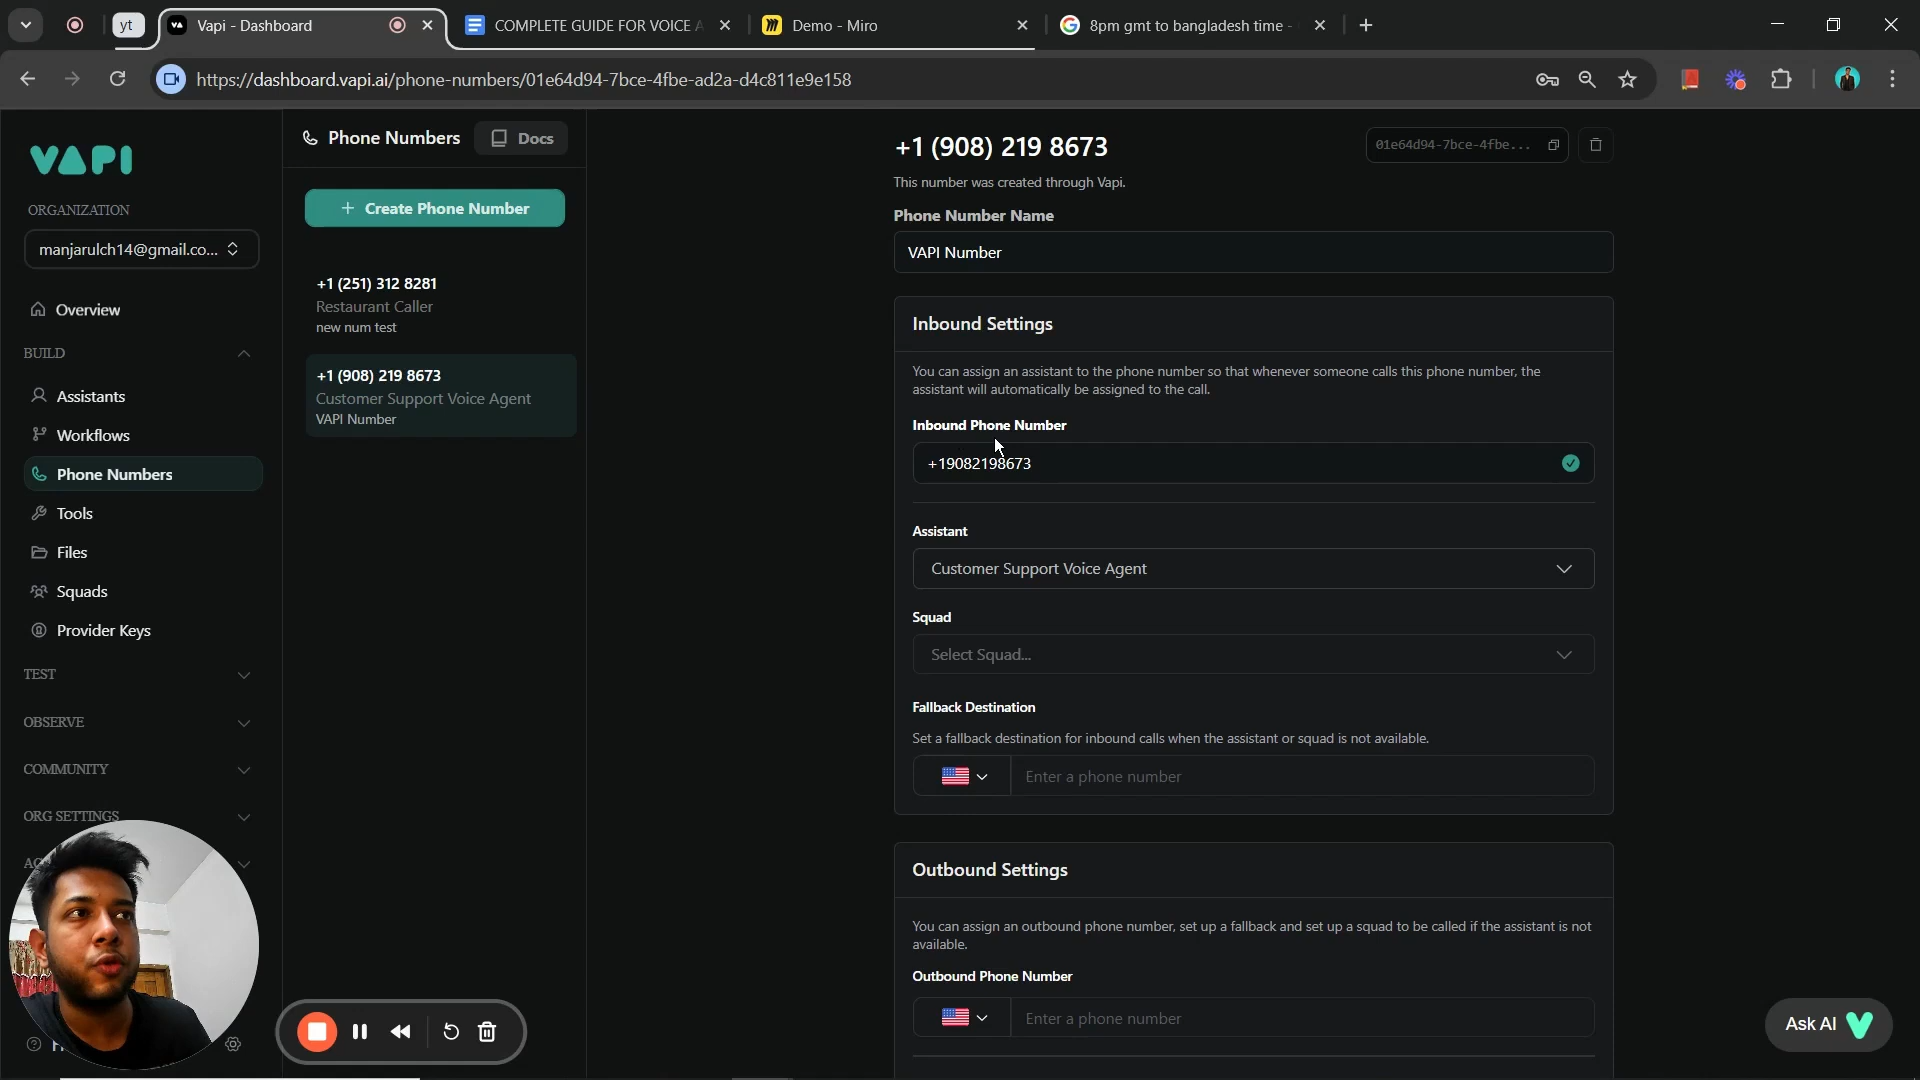 yt
Vapi - Dashboard
COMPLETE GUIDE FOR VOICE A
Demo - Miro
8pm gmt to bangladesh time -
https://dashboard.vapi.ai/phone-numbers/01e64d94-7bce-4fbe-ad2a-d4c811e9e158
VAPI
ORGANIZATION
manjarulch14@gmail.co...
Overview
BUILD
Assistants
Workflows
Phone Numbers
Tools
Files
Squads
Provider Keys
TEST
OBSERVE
COMMUNITY
ORG SETTINGS
Phone Numbers
Docs
+ Create Phone Number
+1 (251) 312 8281
Restaurant Caller
new num test
+1 (908) 219 8673
Customer Support Voice Agent
VAPI Number
+1 (908) 219 8673
01e64d94-7bce-4fbe...
This number was created through Vapi.
Phone Number Name
VAPI Number
Inbound Settings
You can assign an assistant to the phone number so that whenever someone calls this phone number, the
assistant will automatically be assigned to the call.
Inbound Phone Number
+19082198673
Assistant
Customer Support Voice Agent
Squad
Select Squad...
Fallback Destination
Set a fallback destination for inbound calls when the assistant or squad is not available.
Enter a phone number
Outbound Settings
You can assign an outbound phone number, set up a fallback and set up a squad to be called if the assistant is not
available.
Outbound Phone Number
Enter a phone number
Ask AI